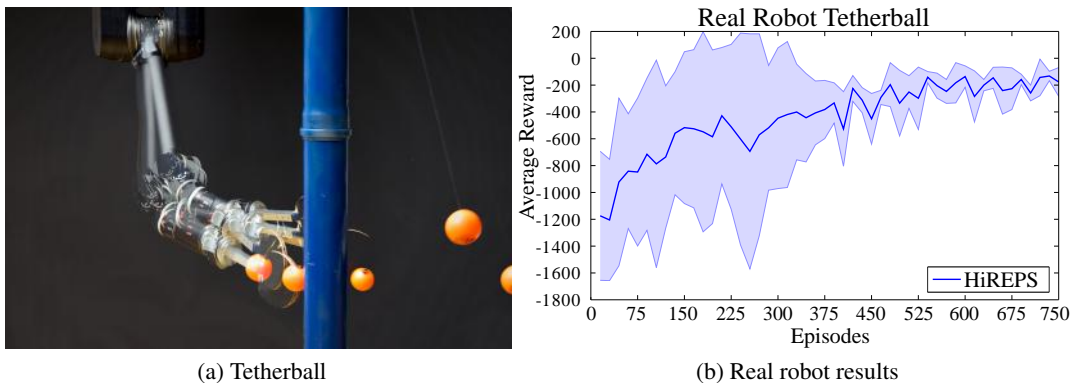 Real Robot Tetherball
200
0
-200
-400
-600
-800
-1000
-1200
-1400
-1600
-1800
Average Reward
HiREPS
0 75 150 225 300 375 450 525 600 675 750
Episodes
(a) Tetherball
(b) Real robot results